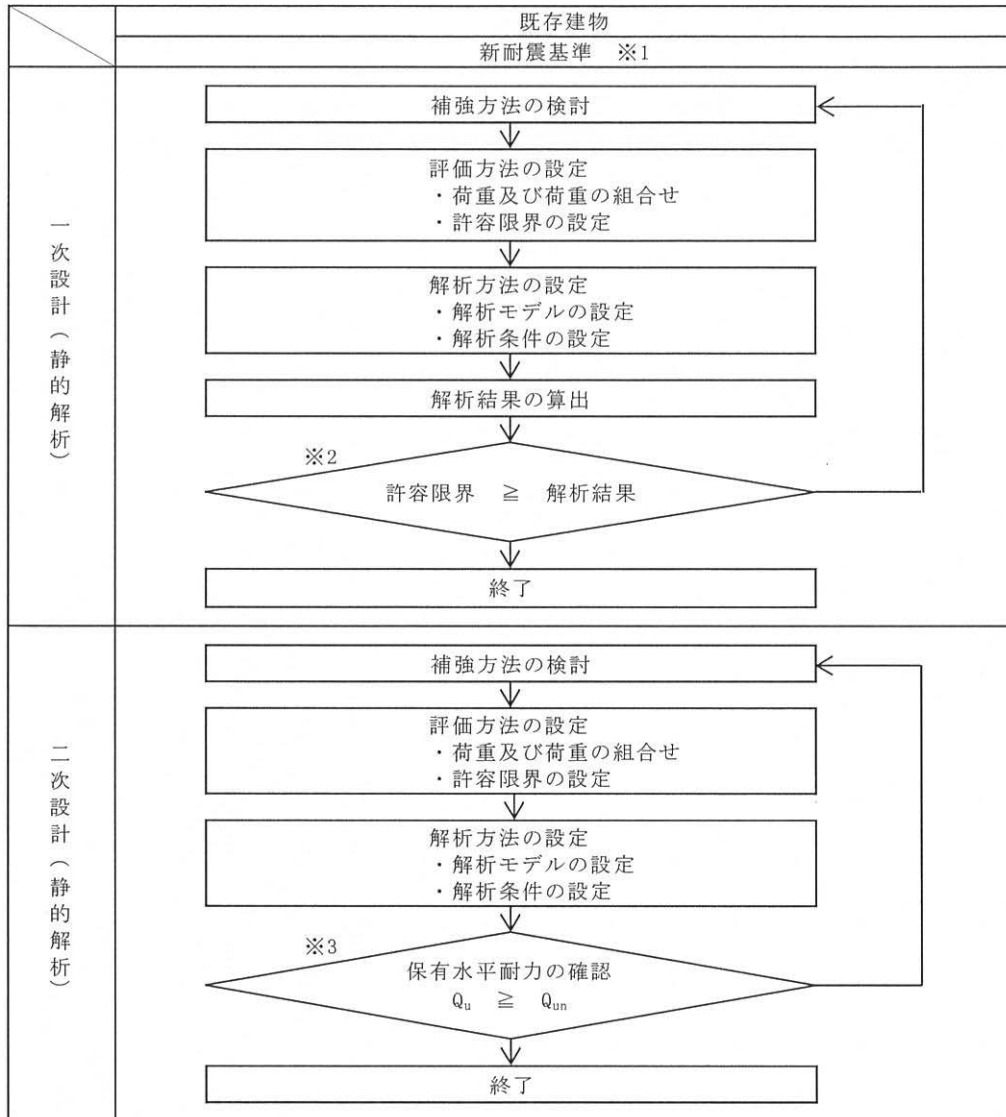 既存建物
新耐震基準 ※1
一次設計（静的解析）
補強方法の検討
評価方法の設定
・荷重及び荷重の組合せ
・許容限界の設定
解析方法の設定
・解析モデルの設定
・解析条件の設定
解析結果の算出
※2
許容限界 ≧ 解析結果
終了
二次設計（静的解析）
補強方法の検討
評価方法の設定
・荷重及び荷重の組合せ
・許容限界の設定
解析方法の設定
・解析モデルの設定
・解析条件の設定
※3
保有水平耐力の確認
Qu ≧ Qun
終了